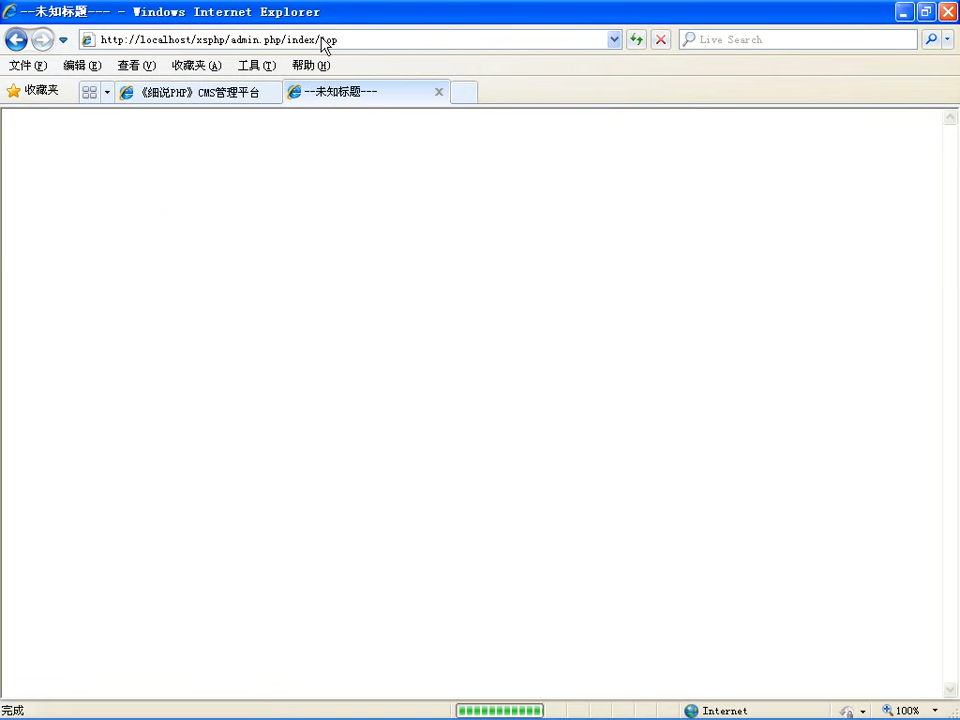 --未知标题--- - Windows Internet Explorer
http://localhost/xsphp/admin.php/index/top
Live Search
文件(F) 编辑(E) 查看(V) 收藏夹(A) 工具(T) 帮助(H)
收藏夹 《细说PHP》CMS管理平台 --未知标题---
完成 Internet 100%